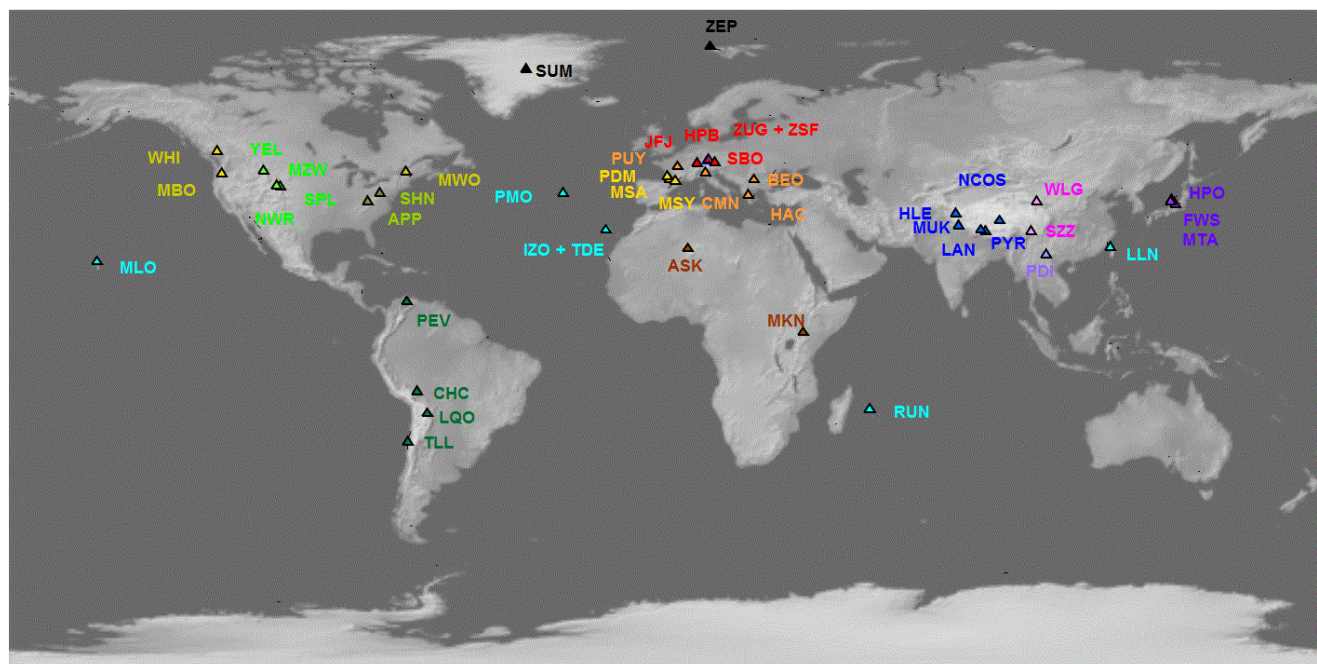 ZEP
SUM
ZUG + ZSF
HPB
JFJ
WHI
YEL
PUY
SBO
MZW
PDM
BEO
MWO
NCOS
MBO
MSA
WLG
PMO
HPO
SPL
SHN
MSY
CMN
HAC
HLE
NWR
APP
MUK
FWS
SZZ
MTA
IZO + TDE
LAN
PYR
LLN
MLO
ASK
PDI
PEV
MKN
CHC
LQO
RUN
TLL